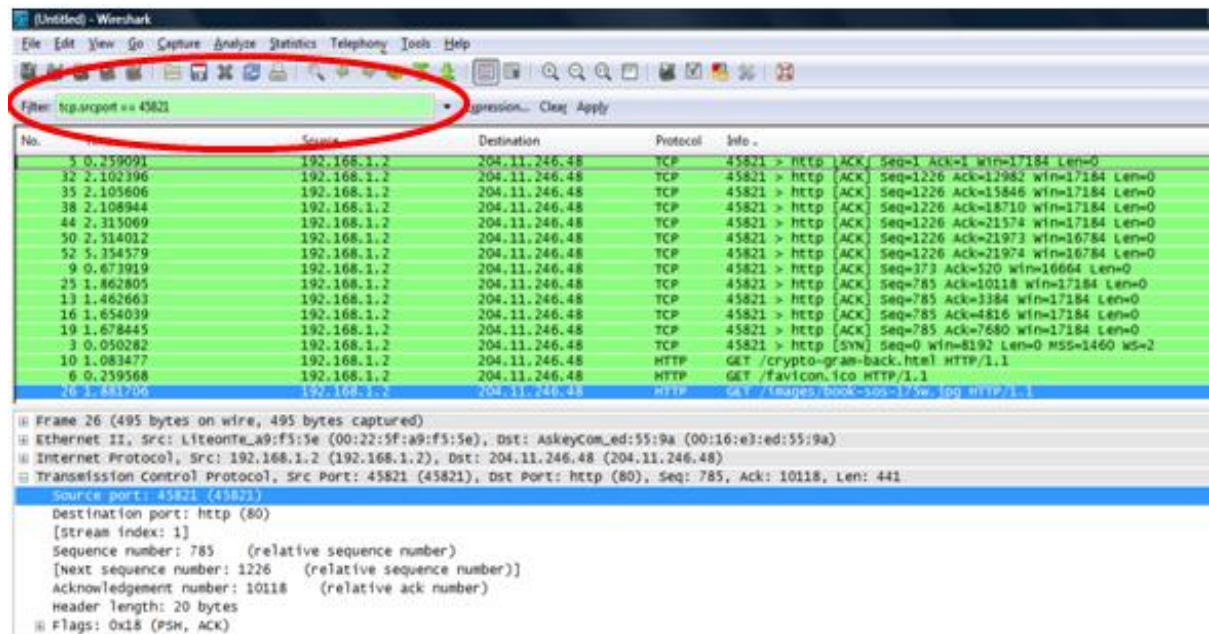 (Untitled) - Wireshark
File Edit View Go Capture Analyze Statistics Telephony Tools Help
Filter: tcp.srcport == 45821 Expression... Clear Apply
No. Source Destination Protocol Info
5 0.259091 192.168.1.2 204.11.246.48 TCP 45821 > http [ACK] Seq=1 Ack=1 Win=17184 Len=0
32 2.102396 192.168.1.2 204.11.246.48 TCP 45821 > http [ACK] Seq=1226 Ack=12982 Win=17184 Len=0
35 2.105606 192.168.1.2 204.11.246.48 TCP 45821 > http [ACK] Seq=1226 Ack=15846 Win=17184 Len=0
38 2.108944 192.168.1.2 204.11.246.48 TCP 45821 > http [ACK] Seq=1226 Ack=18710 Win=17184 Len=0
44 2.315069 192.168.1.2 204.11.246.48 TCP 45821 > http [ACK] Seq=1226 Ack=21574 Win=17184 Len=0
50 2.514012 192.168.1.2 204.11.246.48 TCP 45821 > http [ACK] Seq=1226 Ack=21973 Win=16784 Len=0
52 5.354579 192.168.1.2 204.11.246.48 TCP 45821 > http [ACK] Seq=1226 Ack=21974 Win=16784 Len=0
9 0.673919 192.168.1.2 204.11.246.48 TCP 45821 > http [ACK] Seq=373 Ack=520 Win=16664 Len=0
25 1.862805 192.168.1.2 204.11.246.48 TCP 45821 > http [ACK] Seq=785 Ack=10118 Win=17184 Len=0
13 1.462663 192.168.1.2 204.11.246.48 TCP 45821 > http [ACK] Seq=785 Ack=3384 Win=17184 Len=0
16 1.654039 192.168.1.2 204.11.246.48 TCP 45821 > http [ACK] Seq=785 Ack=4816 Win=17184 Len=0
19 1.678445 192.168.1.2 204.11.246.48 TCP 45821 > http [ACK] Seq=785 Ack=7680 Win=17184 Len=0
3 0.050282 192.168.1.2 204.11.246.48 TCP 45821 > http [SYN] Seq=0 Win=8192 Len=0 MSS=1460 WS=2
10 1.083477 192.168.1.2 204.11.246.48 HTTP GET /crypto-gram-back.html HTTP/1.1
6 0.259568 192.168.1.2 204.11.246.48 HTTP GET /favicon.ico HTTP/1.1
26 1.881706 192.168.1.2 204.11.246.48 HTTP GET /images/book-sos-175w.jpg HTTP/1.1
Frame 26 (495 bytes on wire, 495 bytes captured)
Ethernet II, Src: LiteonTe_a9:f5:5e (00:22:5f:a9:f5:5e), Dst: AskeyCom_ed:55:9a (00:16:e3:ed:55:9a)
Internet Protocol, Src: 192.168.1.2 (192.168.1.2), Dst: 204.11.246.48 (204.11.246.48)
Transmission Control Protocol, Src Port: 45821 (45821), Dst Port: http (80), Seq: 785, Ack: 10118, Len: 441
Source port: 45821 (45821)
Destination port: http (80)
[Stream index: 1]
Sequence number: 785 (relative sequence number)
[Next sequence number: 1226 (relative sequence number)]
Acknowledgement number: 10118 (relative ack number)
Header length: 20 bytes
Flags: 0x18 (PSH, ACK)